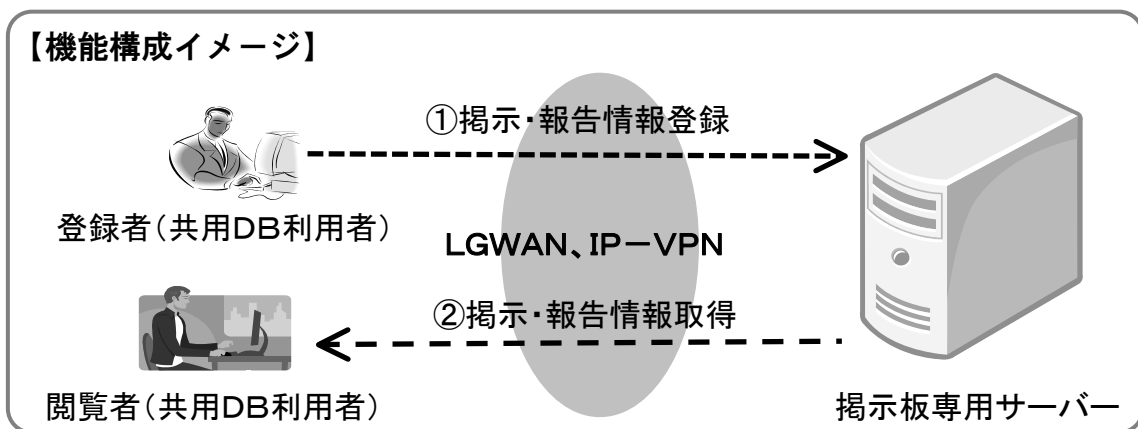 【機能構成イメージ】
①掲示・報告情報登録
登録者(共用DB利用者)
LGWAN、IP-VPN
②掲示・報告情報取得
閲覧者(共用DB利用者)
掲示板専用サーバー